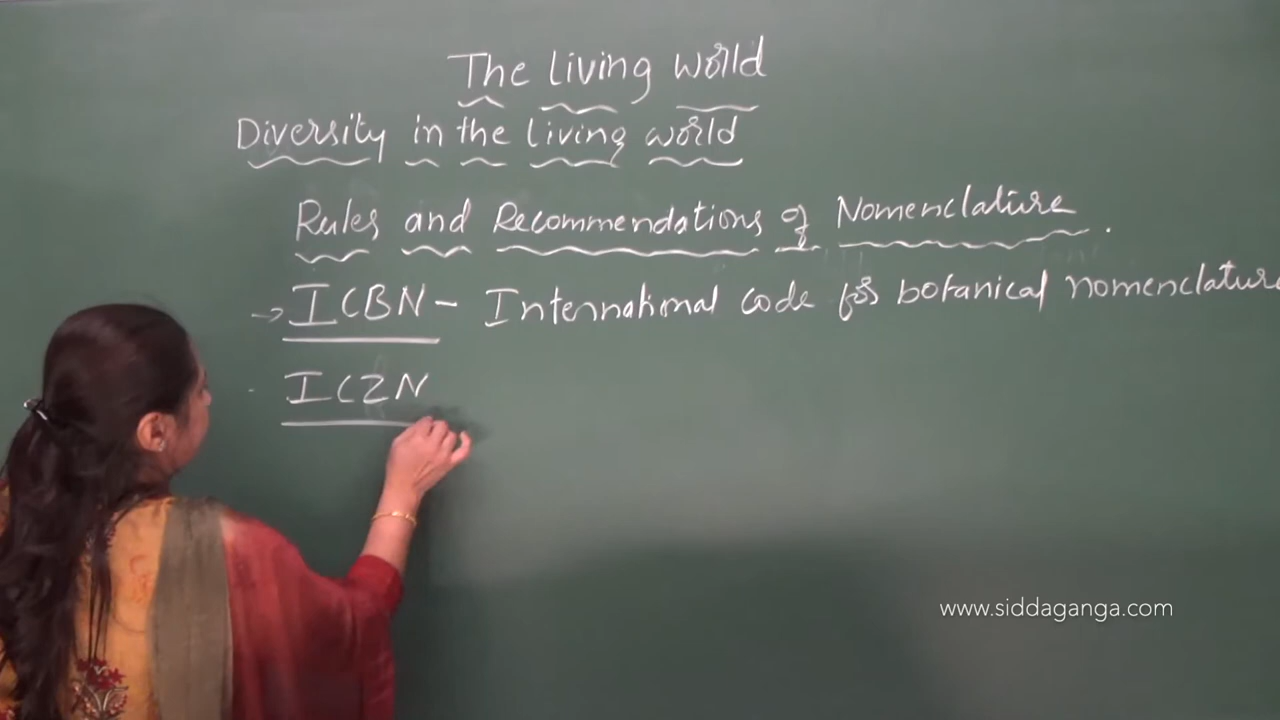 The living world
Diversity in the living world
Rules and Recommendations of Nomenclature.
→ ICBN - International code for botanical nomenclature
ICZN
www.siddaganga.com